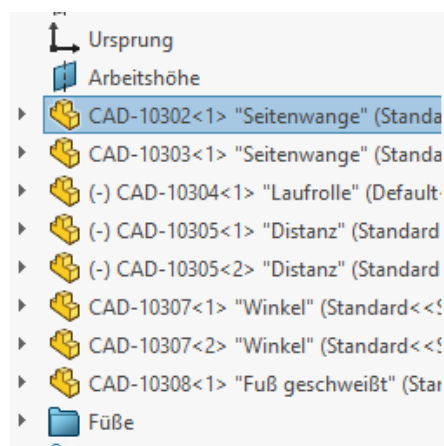 Ursprung
Arbeitshöhe
CAD-10302<1> "Seitenwange" (Standa
CAD-10303<1> "Seitenwange" (Standa
(-) CAD-10304<1> "Laufrolle" (Default
(-) CAD-10305<1> "Distanz" (Standard
(-) CAD-10305<2> "Distanz" (Standard
CAD-10307<1> "Winkel" (Standard<<S
CAD-10307<2> "Winkel" (Standard<<S
CAD-10308<1> "Fuß geschweißt" (Star
Füße